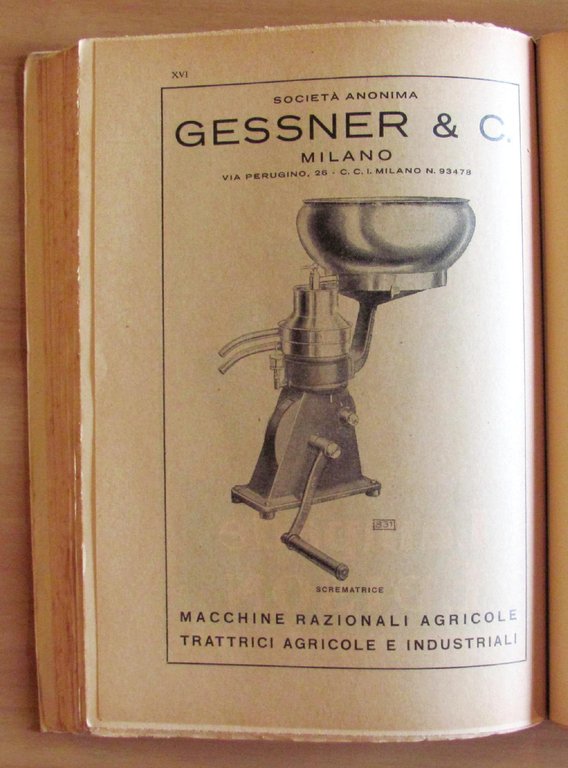 XVI
SOCIETÀ ANONIMA
GESSNER & C.
MILANO
VIA PERUGINO, 26 - C. C. I. MILANO N. 93478
SCREMATRICE
MACCHINE RAZIONALI AGRICOLE
TRATTRICI AGRICOLE E INDUSTRIALI